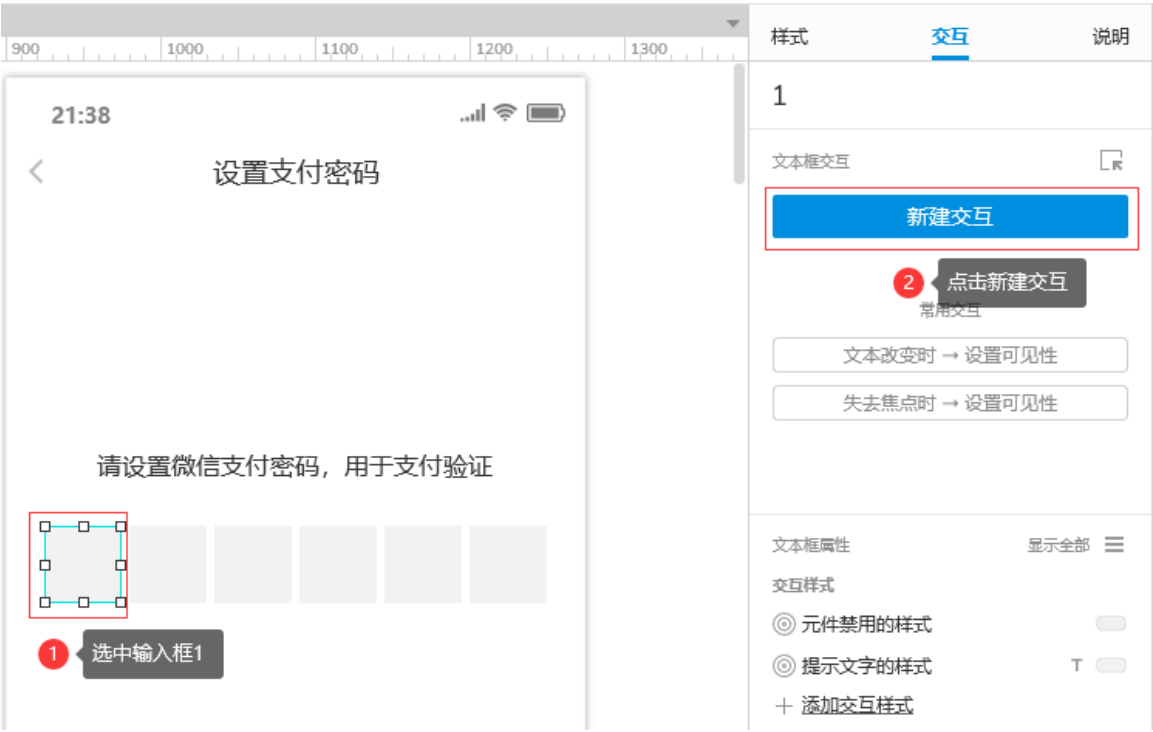 900 1000 1100 1200 1300
21:38
设置支付密码
请设置微信支付密码，用于支付验证
1 选中输入框1
样式 交互 说明
1
文本框交互
新建交互
2 点击新建交互
常用交互
文本改变时 → 设置可见性
失去焦点时 → 设置可见性
文本框属性 显示全部
交互样式
元件禁用的样式
提示文字的样式 T
添加交互样式